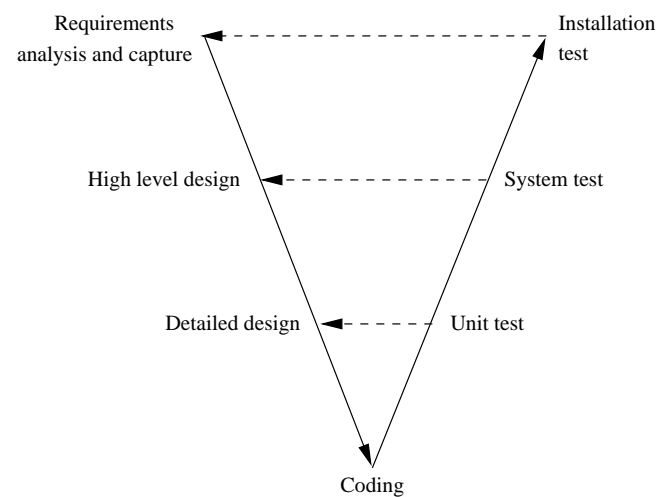 Requirements
analysis and capture
Installation
test
High level design
System test
Detailed design
Unit test
Coding